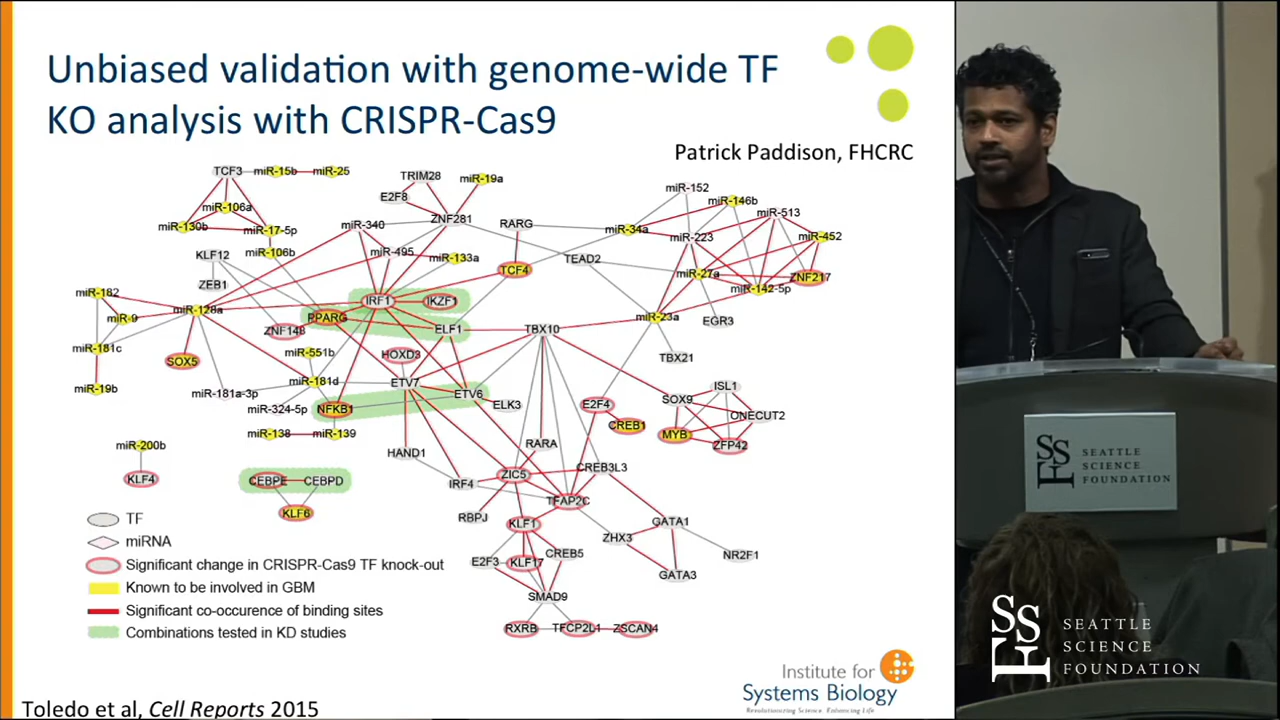 Unbiased validation with genome-wide TF
KO analysis with CRISPR-Cas9
Patrick Paddison, FHCRC
TCF3
miR-15b
miR-25
TRIM28
miR-19a
E2F8
miR-106a
miR-130b
miR-17-5p
miR-106b
miR-340
ZNF281
RARG
miR-495
miR-133a
TCF4
TEAD2
KLF12
ZEB1
miR-152
miR-146b
miR-513
miR-34a
miR-223
miR-452
miR-27a
ZNF217
miR-142-5p
miR-23a
EGR3
TBX21
miR-182
miR-9
miR-128a
miR-181c
miR-19b
SOX5
ZNF148
PPARG
IRF1
IKZF1
ELF1
TBX10
miR-551b
HOXD3
miR-181d
miR-181a-3p
ETV7
ETV6
ELK3
miR-324-5p
NFKB1
miR-138
miR-139
HAND1
miR-200b
KLF4
CEBPE
CEBPD
KLF6
E2F4
CREB1
ISL1
SOX9
ONECUT2
MYB
ZFP42
RARA
CREB3L3
ZIC5
IRF4
TFAP2C
RBPJ
KLF1
GATA1
ZHX3
NR2F1
GATA3
E2F3
KLF17
CREB5
SMAD9
RXRB
TFCP2L1
ZSCAN4
TF
miRNA
Significant change in CRISPR-Cas9 TF knock-out
Known to be involved in GBM
Significant co-occurence of binding sites
Combinations tested in KD studies
Institute for
Systems Biology
Revolutionizing Science. Enhancing Life.
Toledo et al, Cell Reports 2015
SSF
SEATTLE
SCIENCE
FOUNDATION
SSF
SEATTLE
SCIENCE
FOUNDATION